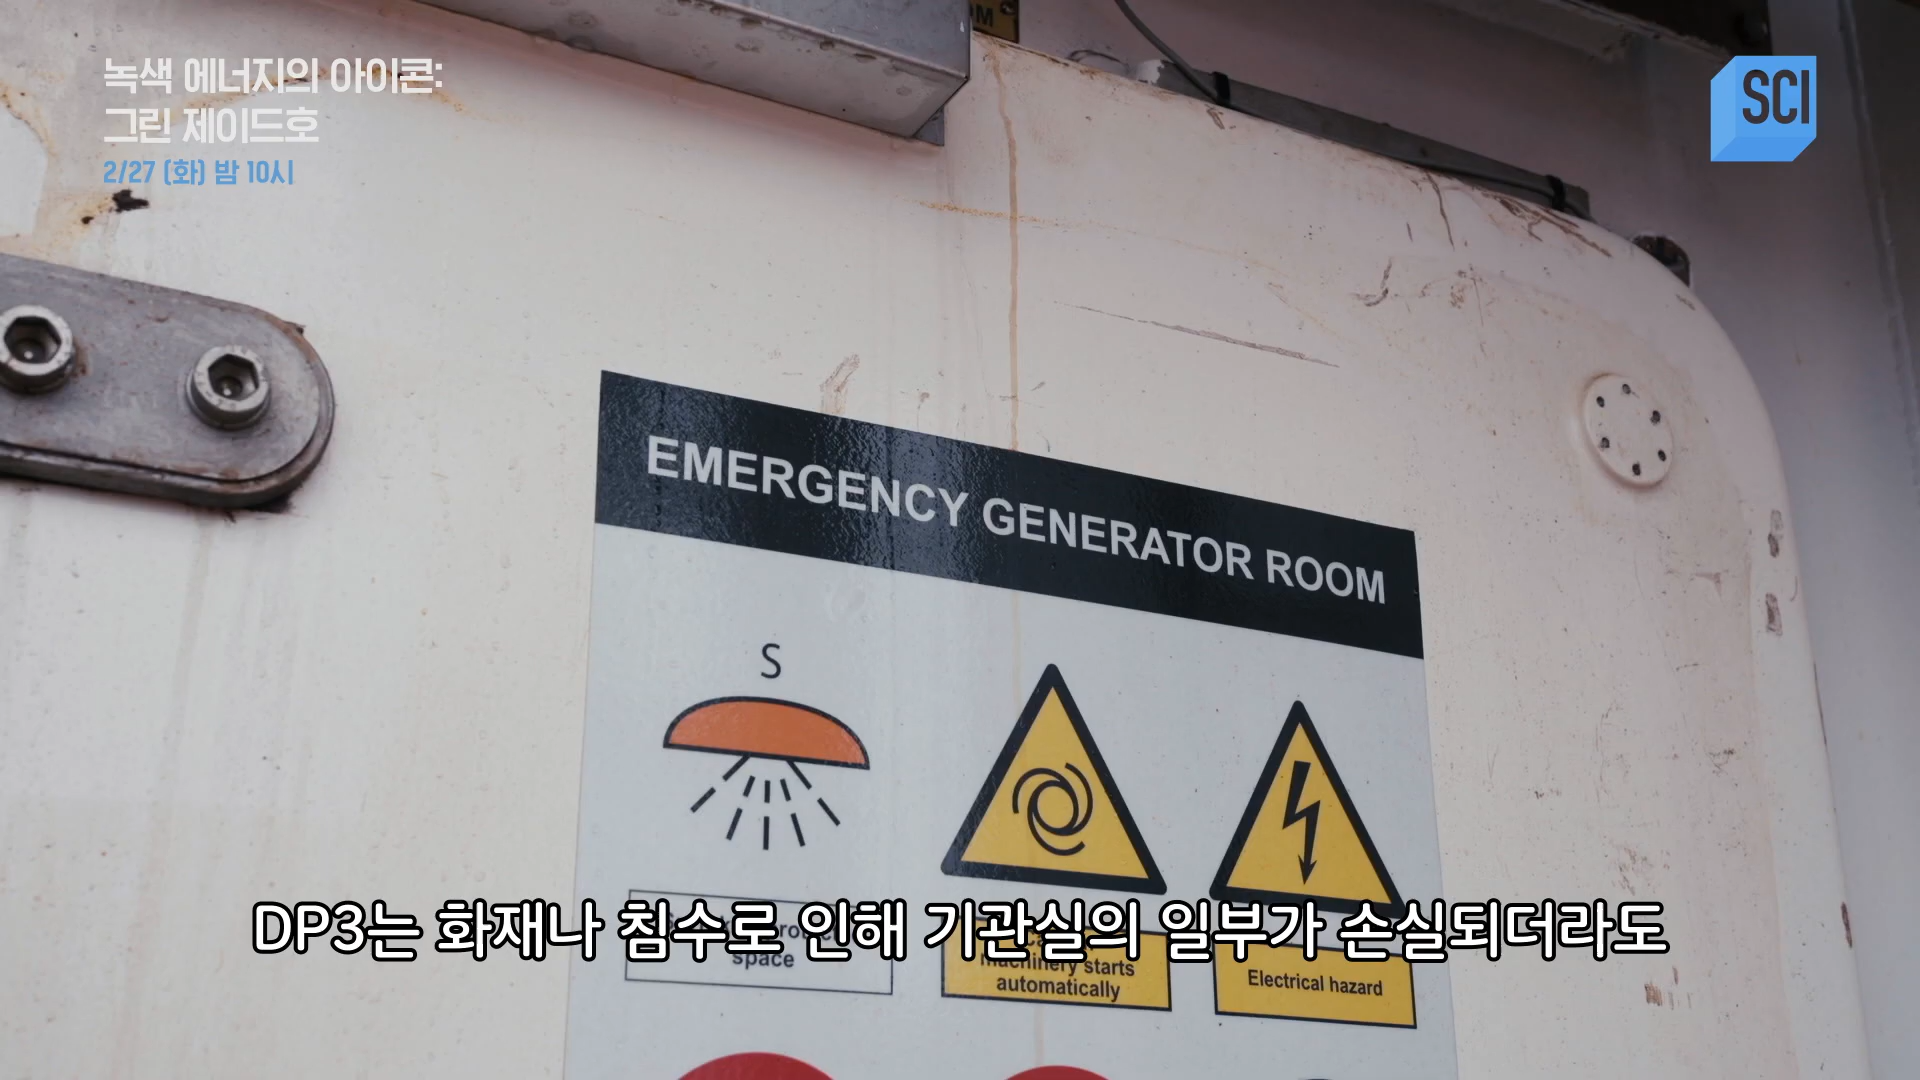 녹색 에너지의 아이콘:
그린 제이드호
2/27 (화) 밤 10시
SCI
EMERGENCY GENERATOR ROOM
S
space
machinery starts
automatically
Electrical hazard
DP3는 화재나 침수로 인해 기관실의 일부가 손실되더라도